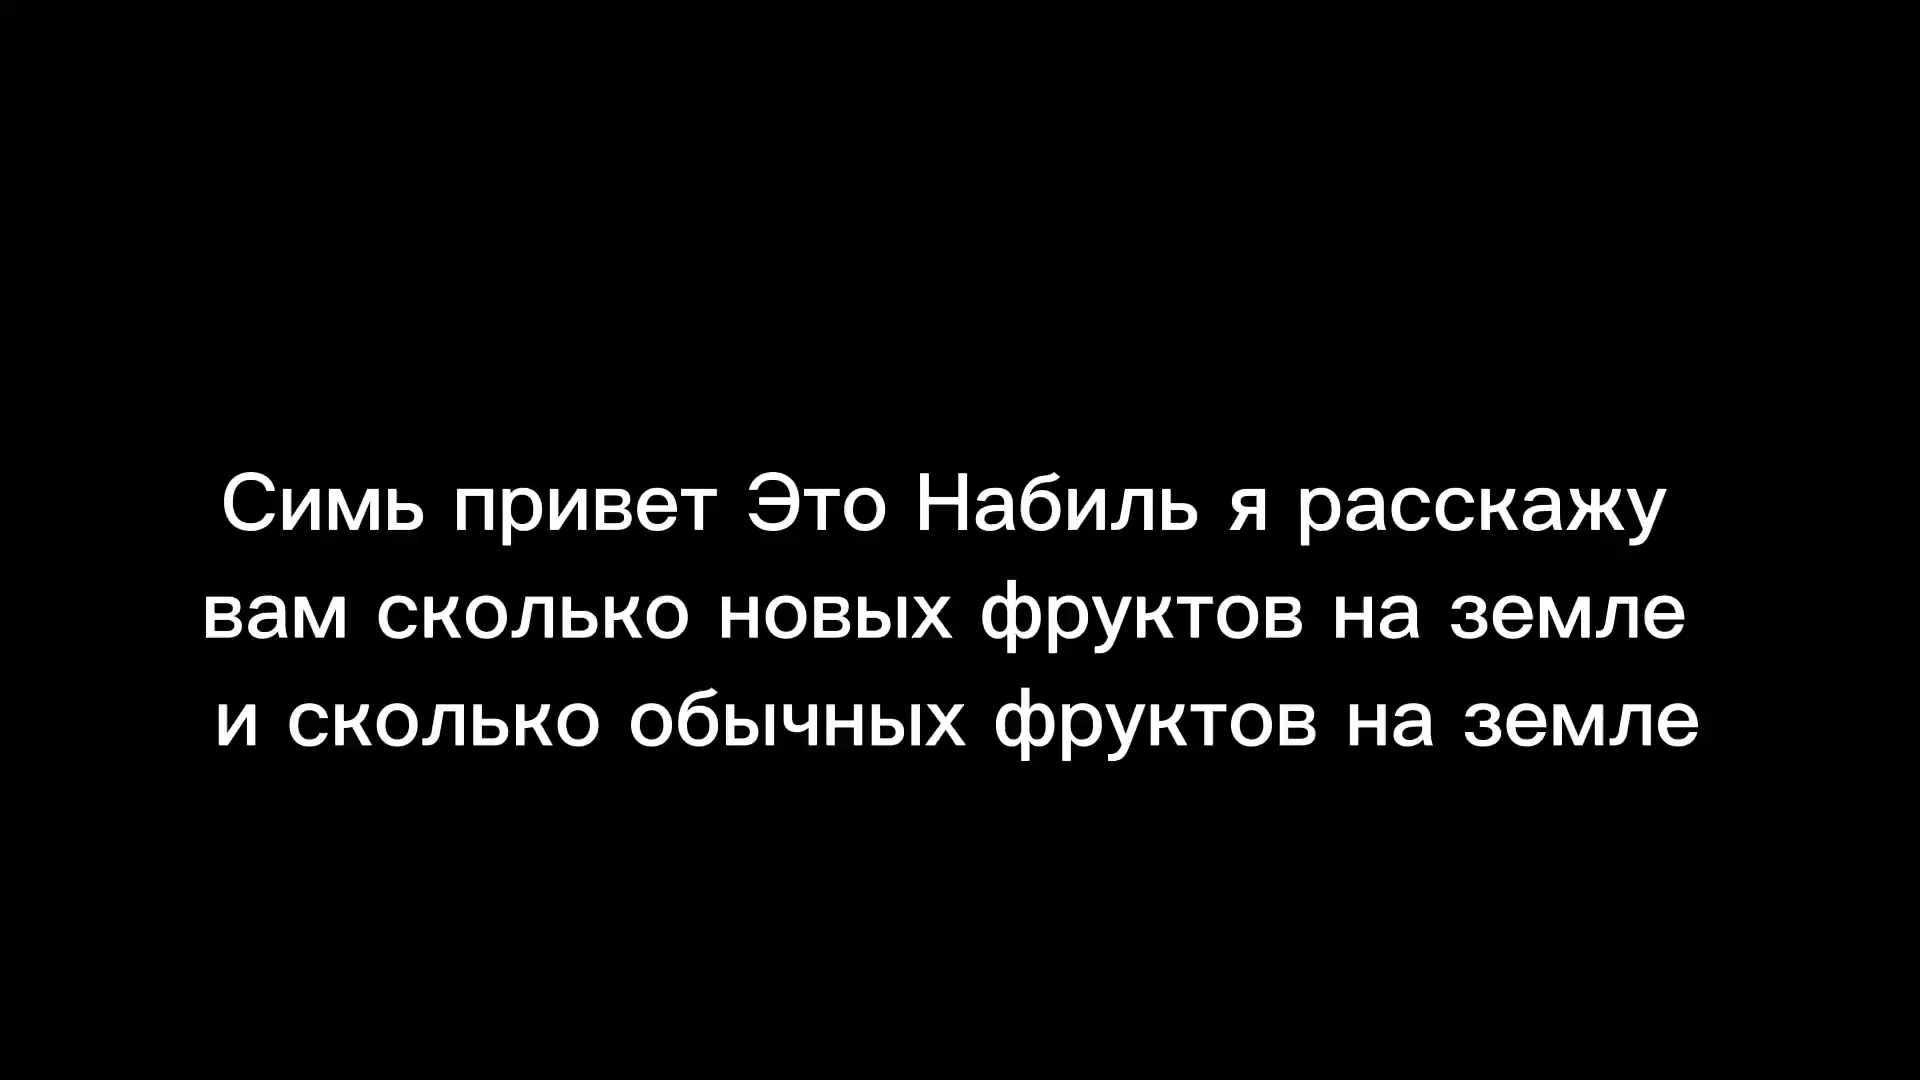 Симь привет Это Набиль я расскажу
вам сколько новых фруктов на земле
и сколько обычных фруктов на земле